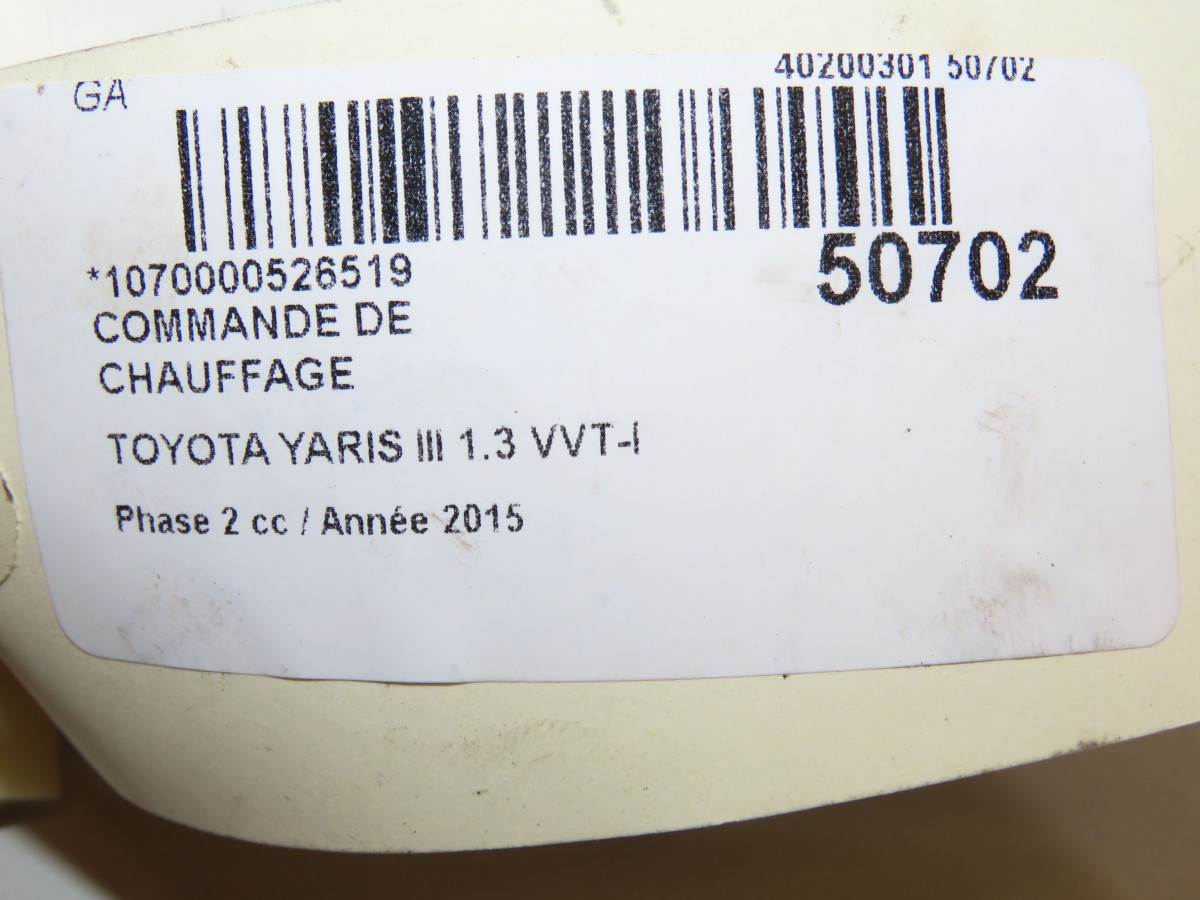 GA
40200301 50702
*1070000526519
50702
COMMANDE DE
CHAUFFAGE
TOYOTA YARIS III 1.3 VVT-I
Phase 2 cc / Année 2015